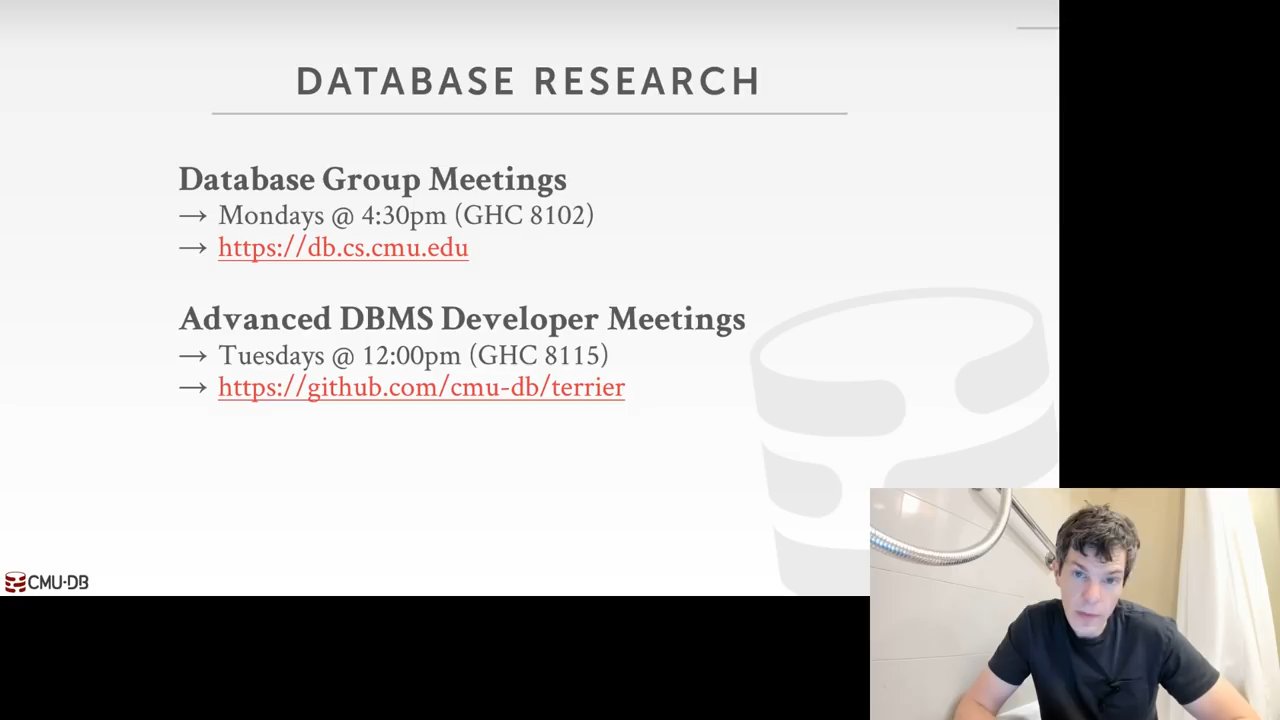 DATABASE RESEARCH
Database Group Meetings
→ Mondays @ 4:30pm (GHC 8102)
→ https://db.cs.cmu.edu
Advanced DBMS Developer Meetings
→ Tuesdays @ 12:00pm (GHC 8115)
→ https://github.com/cmu-db/terrier
CMU·DB